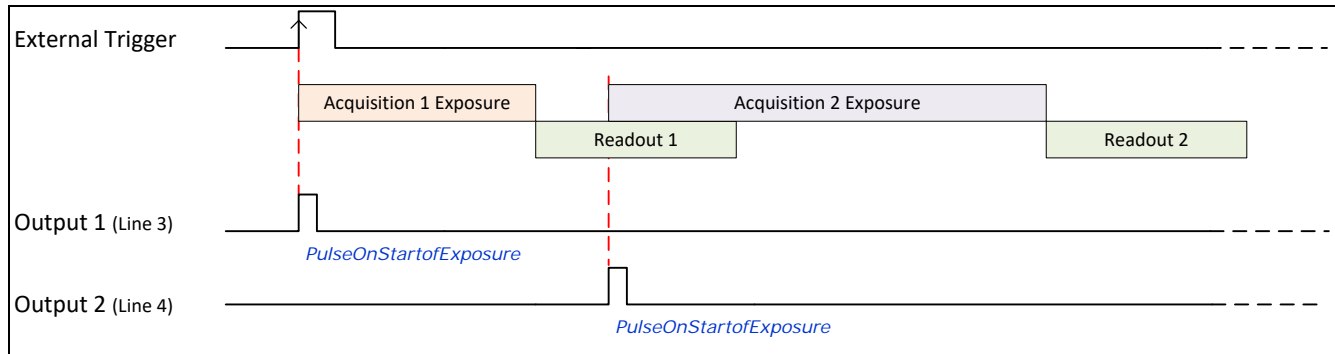 External Trigger
Acquisition 1 Exposure
Acquisition 2 Exposure
Readout 1
Readout 2
Output 1 (Line 3)
PulseOnStartofExposure
Output 2 (Line 4)
PulseOnStartofExposure